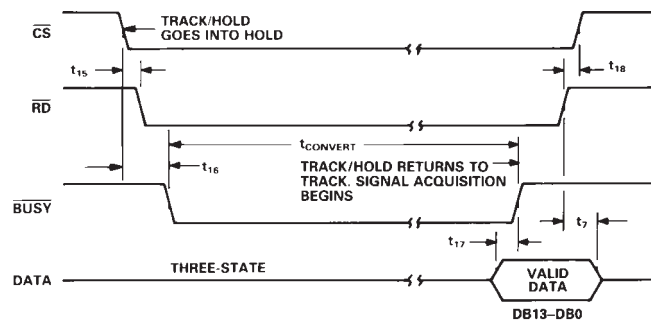 TRACK/HOLD
GOES INTO HOLD
CS
t15
t18
RD
tCONVERT
t16
TRACK/HOLD RETURNS TO
TRACK. SIGNAL ACQUISITION
BEGINS
BUSY
t17
t7
THREE-STATE
DATA
VALID
DATA
DB13–DB0